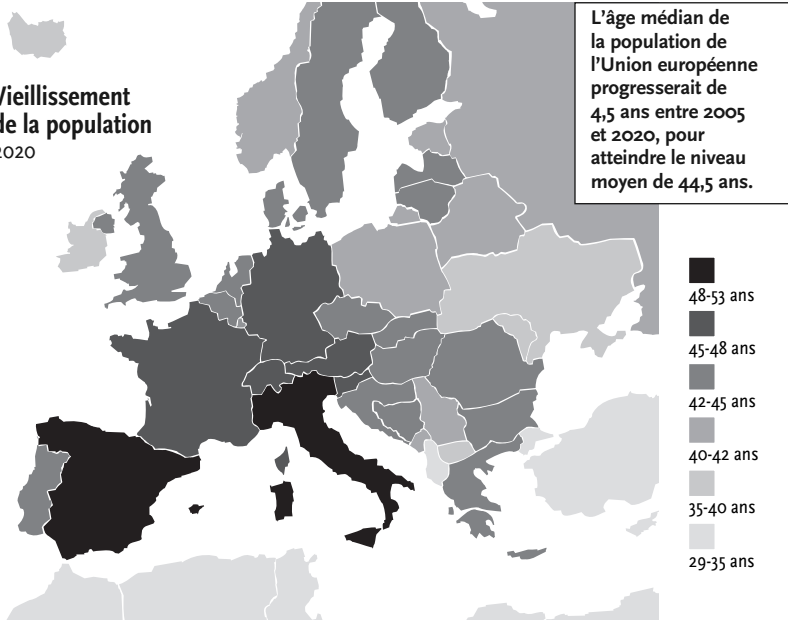 Vieillissement
de la population
2020
L'âge médian de
la population de
l'Union européenne
progresserait de
4,5 ans entre 2005
et 2020, pour
atteindre le niveau
moyen de 44,5 ans.
48-53 ans
45-48 ans
42-45 ans
40-42 ans
35-40 ans
29-35 ans